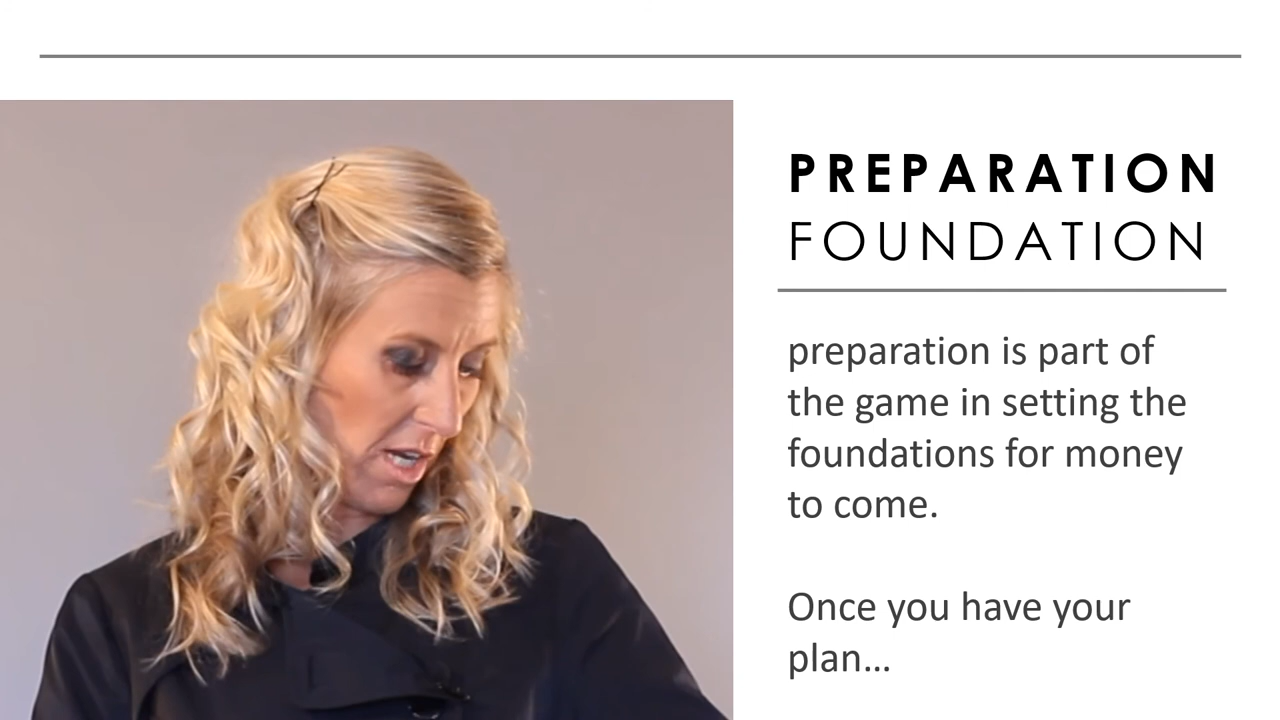 PREPARATION
FOUNDATION
preparation is part of
the game in setting the
foundations for money
to come.
Once you have your
plan...